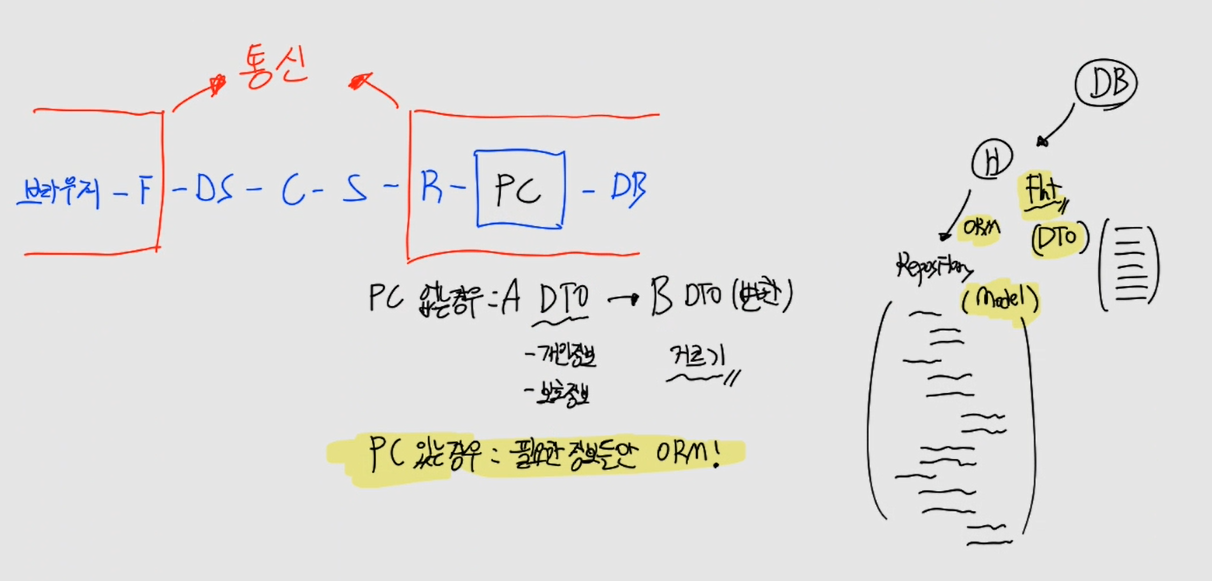 통신
브라우저 - F - DS - C - S - R - PC - DB
PC 없는경우 = A DTO → B DTO (변환)
- 개인정보
- 보호정보
거르기
PC 있는경우 = 필요한 정보들만 ORM!
DB
H
ORM
(DTO)
Repository
(Model)